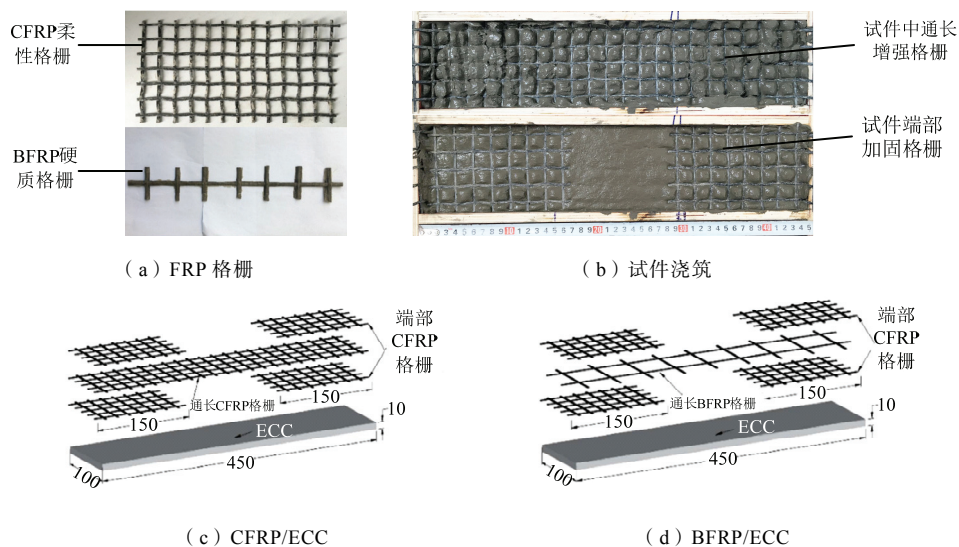 CFRP柔
性格栅
BFRP硬
质格栅
(a) FRP 格栅
试件中通长
增强格栅
试件端部
加固格栅
(b) 试件浇筑
端部
CFRP
格栅
150
通长CFRP格栅
150
10
ECC
100
450
(c) CFRP/ECC
端部
CFRP
格栅
150
通长BFRP格栅
150
10
ECC
100
450
(d) BFRP/ECC